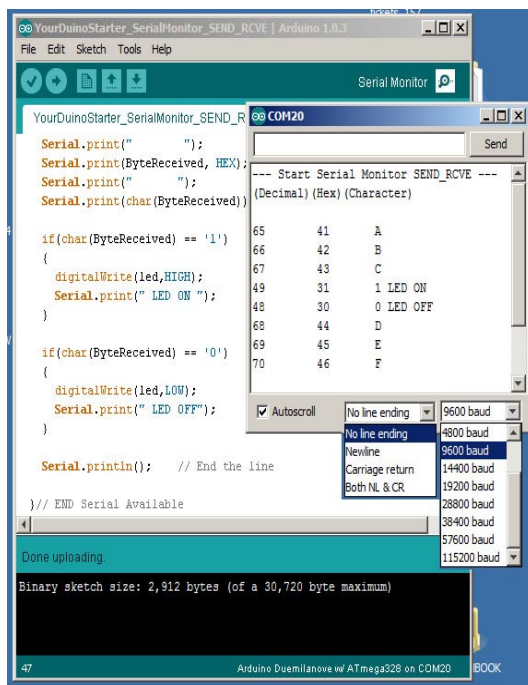 tickets_157
YourDuinoStarter_SerialMonitor_SEND_RCVE | Arduino 1.0.3
File Edit Sketch Tools Help
Serial Monitor
YourDuinoStarter_SerialMonitor_SEND_R
Serial.print("        ");
Serial.print(ByteReceived, HEX);
Serial.print("       ");
Serial.print(char(ByteReceived))
if(char(ByteReceived) == '1')
{
digitalWrite(led,HIGH);
Serial.print(" LED ON ");
}
if(char(ByteReceived) == '0')
{
digitalWrite(led,LOW);
Serial.print(" LED OFF");
}
Serial.println();    // End the line
}// END Serial Available
Done uploading.
Binary sketch size: 2,912 bytes (of a 30,720 byte maximum)
47
Arduino Duemilanove w/ ATmega328 on COM20
COM20
Send
--- Start Serial Monitor SEND_RCVE ---
(Decimal)(Hex)(Character)
65 41 A
66 42 B
67 43 C
49 31 1 LED ON
48 30 0 LED OFF
68 44 D
69 45 E
70 46 F
Autoscroll
No line ending
9600 baud
No line ending
Newline
Carriage return
Both NL & CR
4800 baud
9600 baud
14400 baud
19200 baud
28800 baud
38400 baud
57600 baud
115200 baud
BOOK